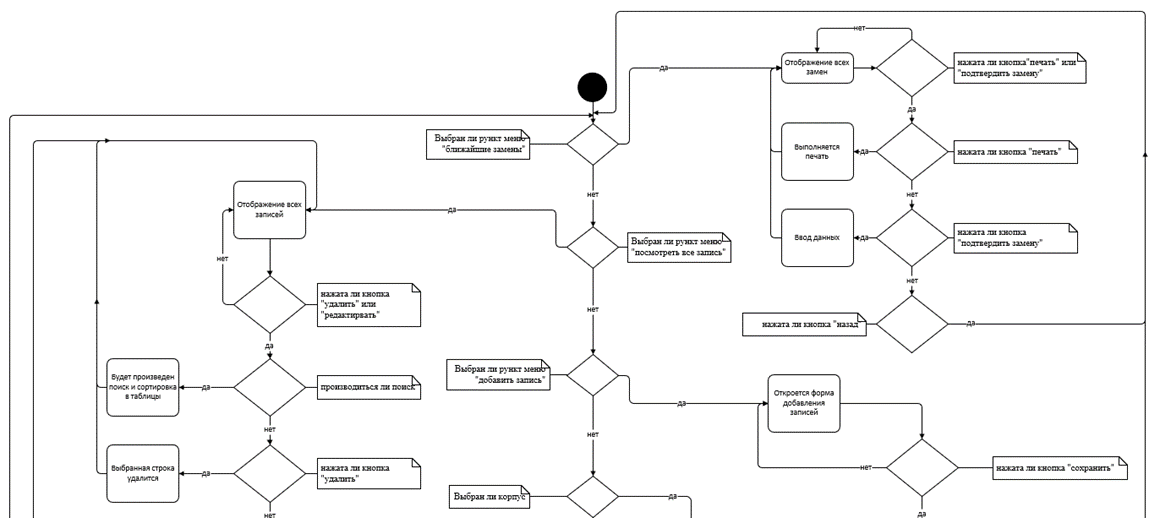 нет
Отображение всех
замен
нажата ли кнопка"печать" или
"подтвердить замену"
да
да
Выбран ли рункт меню
"ближайшие замены"
Выполняется
печать
да
нажата ли кнопка "печать"
нет
нет
Отображение всех
записей
да
Ввод данных
да
нажата ли кнопка
"подтвердить замену"
Выбран ли рункт меню
"посмотреть все запись"
нет
нет
нажата ли кнопка
"удалить" или
"редактирвать"
нет
нажата ли кнопка "назад
да
да
Будет произведен
поиск и сортировка
в таблицы
да
производиться ли поиск
Выбран ли рункт меню
"добавить запись"
да
Откроется форма
добавления
записей
нет
нет
Выбранная строка
удалится
да
нажата ли кнопка
"удалить"
нет
нажата ли кнопка "сохранить"
Выбран ли корпус
да
нет
да